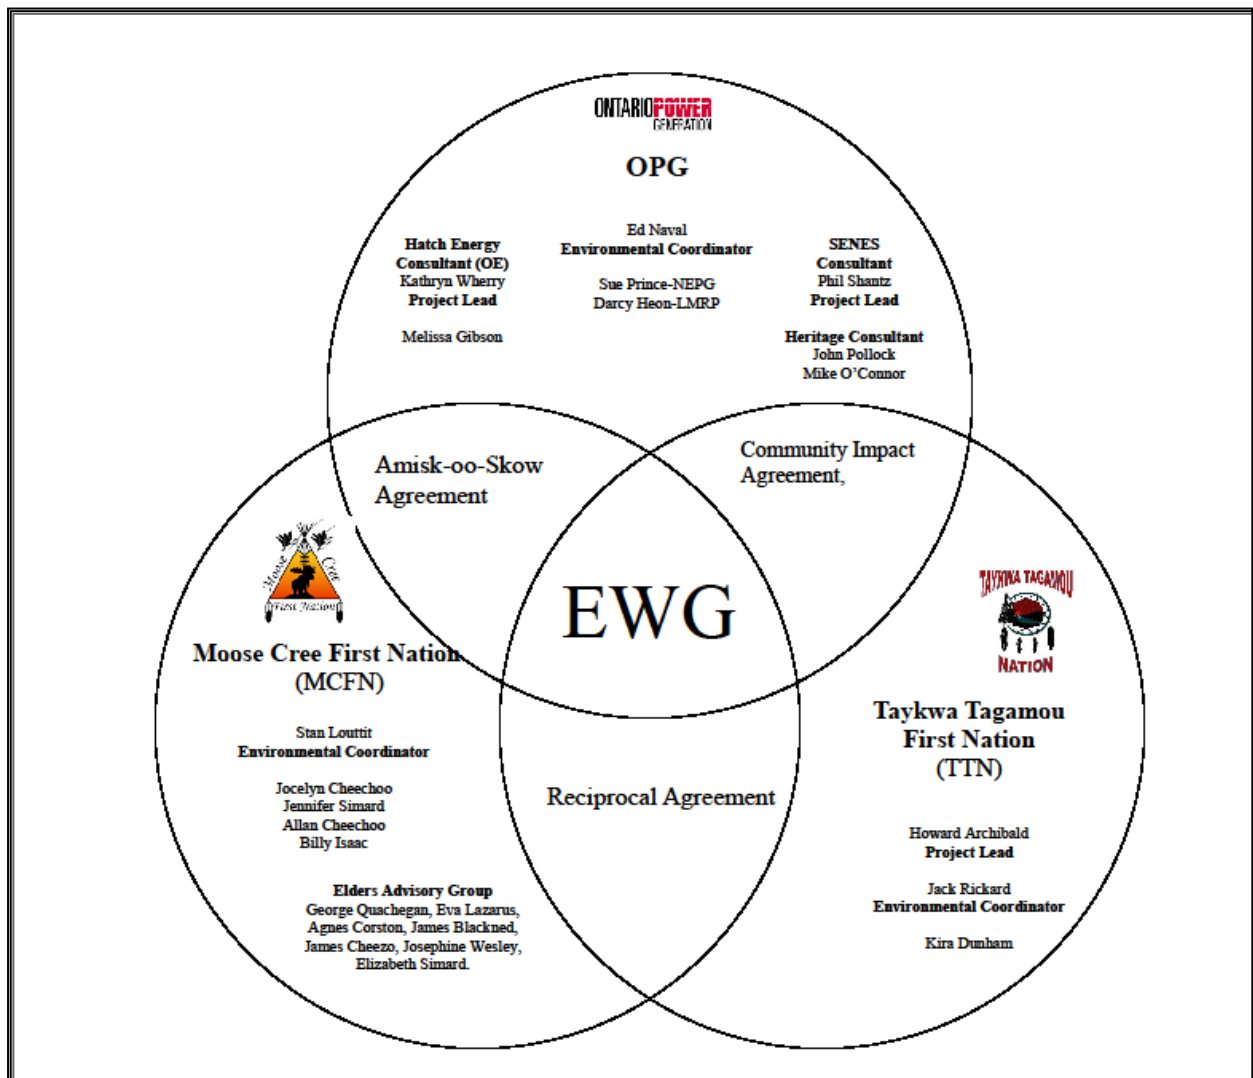 ONTARIOPOWER
GENERATION
OPG
Ed Naval
Environmental Coordinator
Sue Prince-NEPG
Darcy Heon-LMRP
Hatch Energy
Consultant (OE)
Kathryn Wherry
Project Lead
Melissa Gibson
SENES
Consultant
Phil Shantz
Project Lead
Heritage Consultant
John Pollock
Mike O'Connor
Amisk-oo-Skow
Agreement
Community Impact
Agreement,
EWG
Moose Cree
First Nation
Moose Cree First Nation
(MCFN)
Stan Louttit
Environmental Coordinator
Jocelyn Cheechoo
Jennifer Simard
Allan Cheechoo
Billy Isaac
Elders Advisory Group
George Quachegan, Eva Lazarus,
Agnes Corston, James Blackned,
James Cheezo, Josephine Wesley,
Elizabeth Simard.
Reciprocal Agreement
TAYKWA TAGAMOU
NATION
Taykwa Tagamou
First Nation
(TTN)
Howard Archibald
Project Lead
Jack Rickard
Environmental Coordinator
Kira Dunham